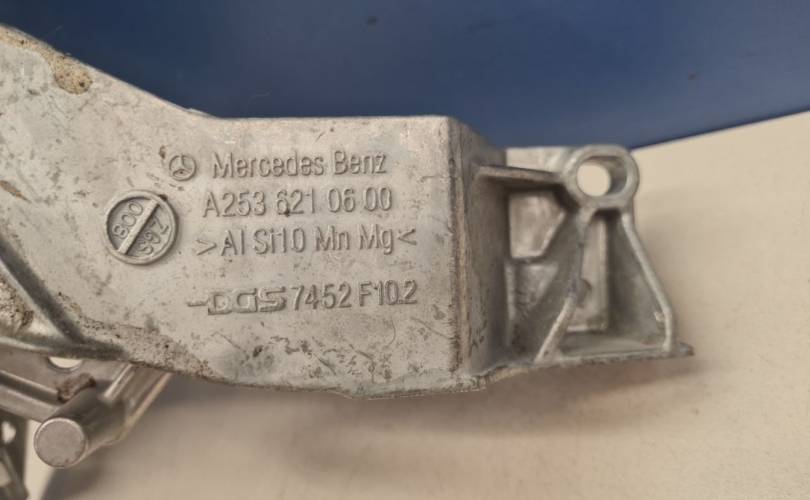 Mercedes Benz
A253 621 06 00
>Al Si10 Mn Mg<
DGS 7452 F10.2